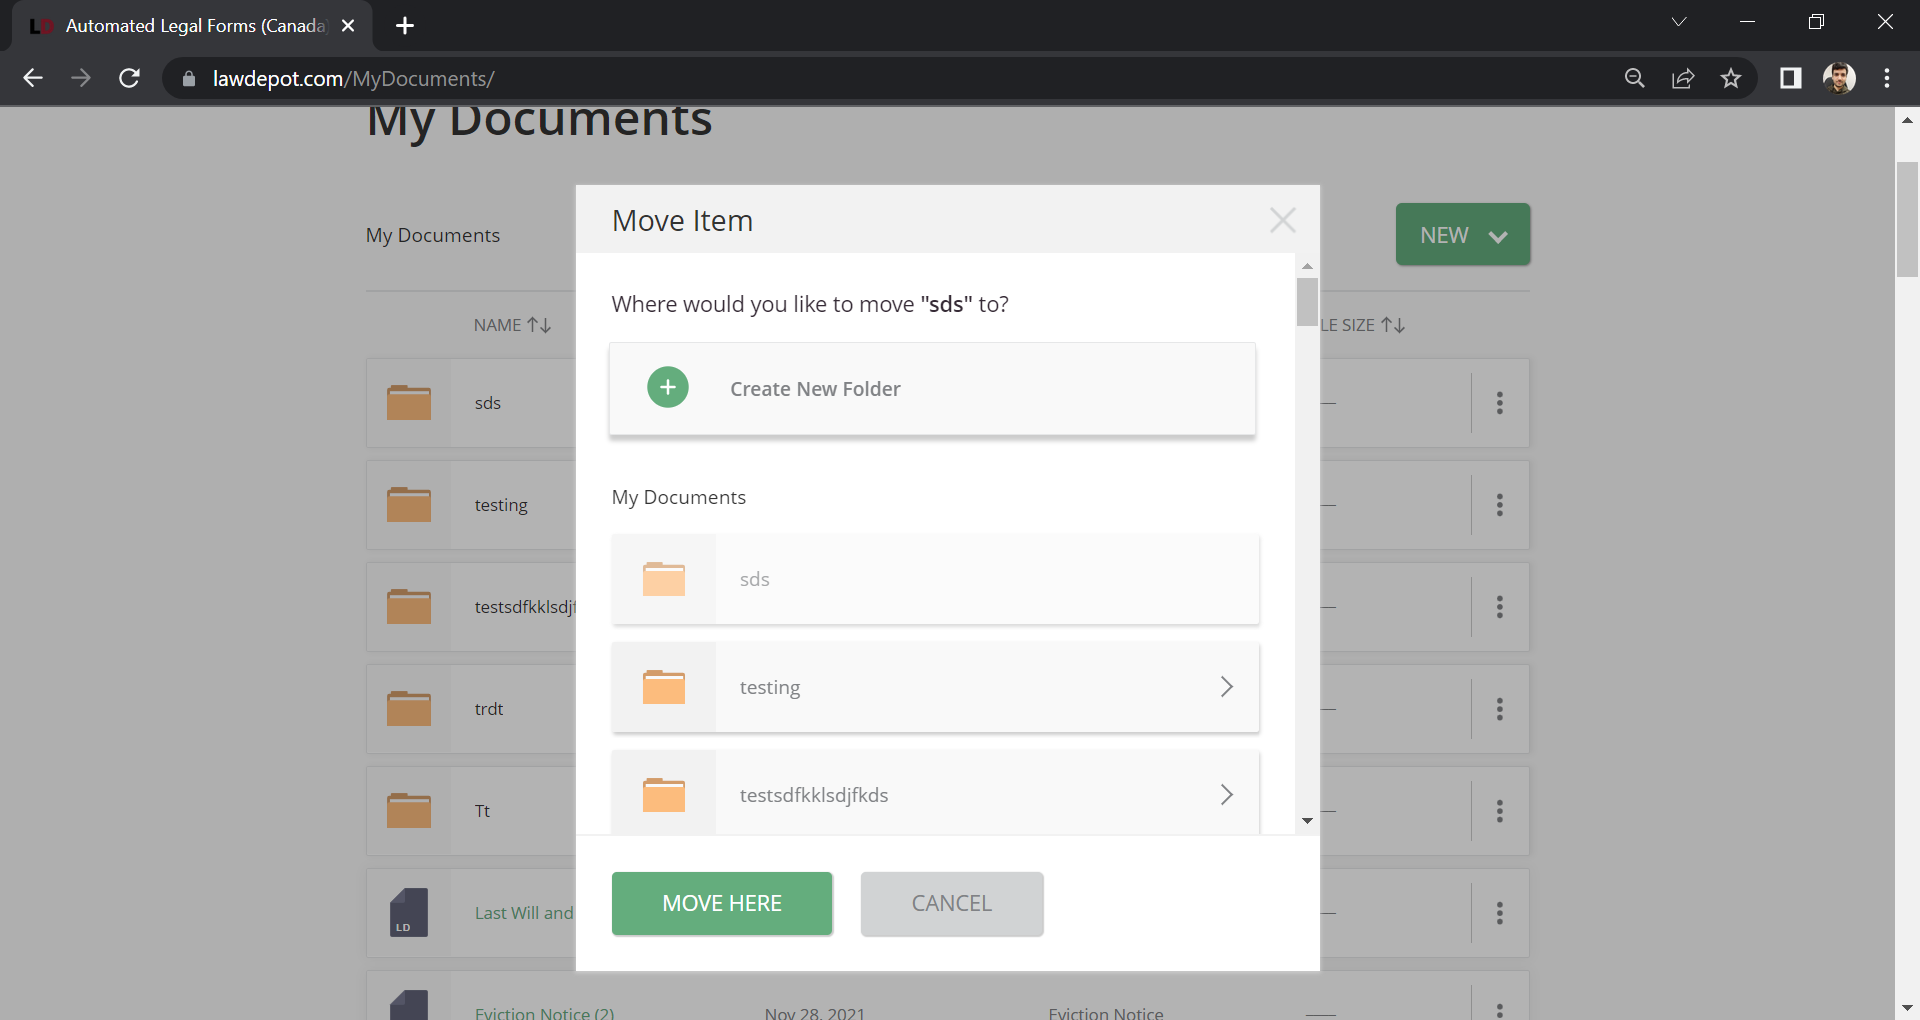 LD Automated Legal Forms (Canada
lawdepot.com/MyDocuments/
My Documents
My Documents
NEW
NAME
LE SIZE
sds
testing
testsdfkklsdjf
trdt
Tt
LD
Last Will and
Eviction Notice (2) Nov 28, 2021 Eviction Notice
Move Item
Where would you like to move "sds" to?
Create New Folder
My Documents
sds
testing
testsdfkklsdjfkds
MOVE HERE CANCEL